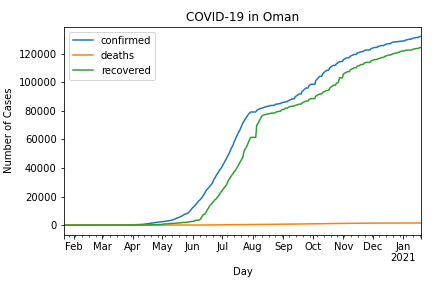 COVID-19 in Oman
confirmed
deaths
recovered
Number of Cases
120000
100000
80000
60000
40000
20000
0
Feb Mar Apr May Jun Jul Aug Sep Oct Nov Dec Jan
2021
Day